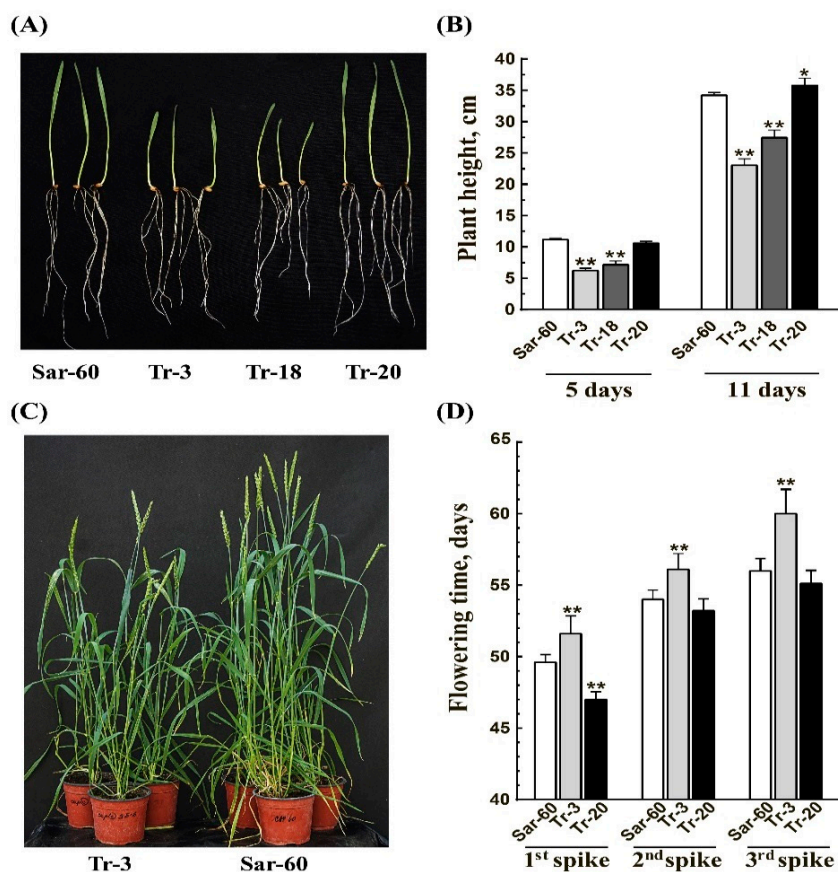 (A)
Sar-60 Tr-3 Tr-18 Tr-20
(B)
Plant height, cm
40
35
30
25
20
15
10
5
0
** ** ** ** *
Sar-60 Tr-3 Tr-18 Tr-20 Sar-60 Tr-3 Tr-18 Tr-20
5 days 11 days
(C)
Tr-3 Sar-60
(D)
Flowering time, days
65
60
55
50
45
40
** ** ** **
Sar-60 Tr-3 Tr-20 Sar-60 Tr-3 Tr-20 Sar-60 Tr-3 Tr-20
1st spike 2nd spike 3rd spike